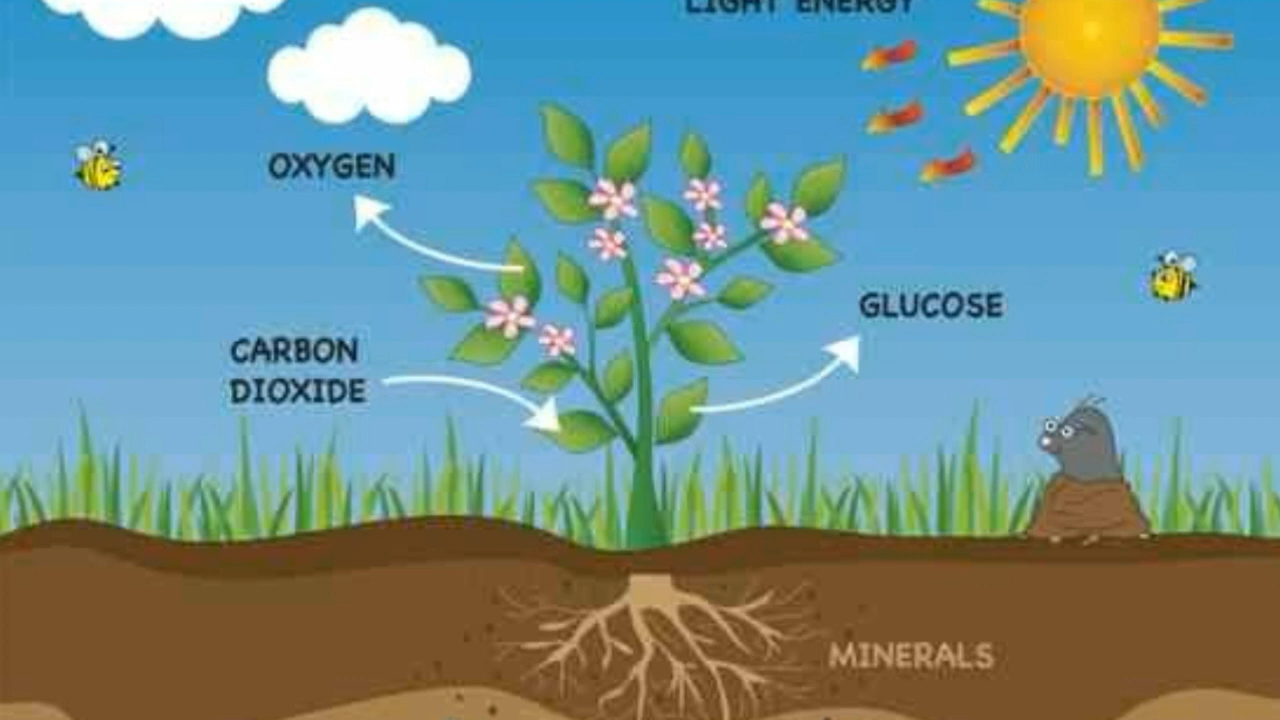 LIGHT ENERGY
OXYGEN
GLUCOSE
CARBON
DIOXIDE
MINERALS